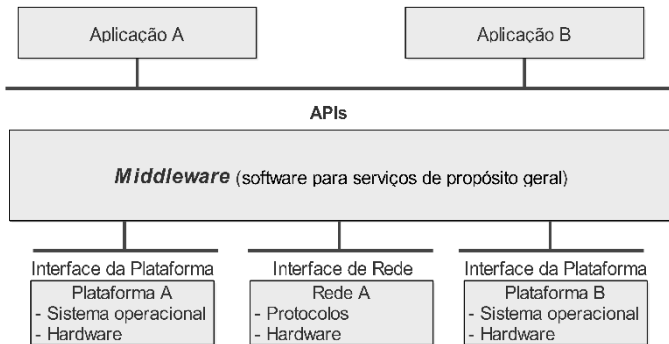 Aplicação A
Aplicação B
APIs
Middleware (software para serviços de propósito geral)
Interface da Plataforma
Interface de Rede
Interface da Plataforma
Plataforma A
- Sistema operacional
- Hardware
Rede A
- Protocolos
- Hardware
Plataforma B
- Sistema operacional
- Hardware